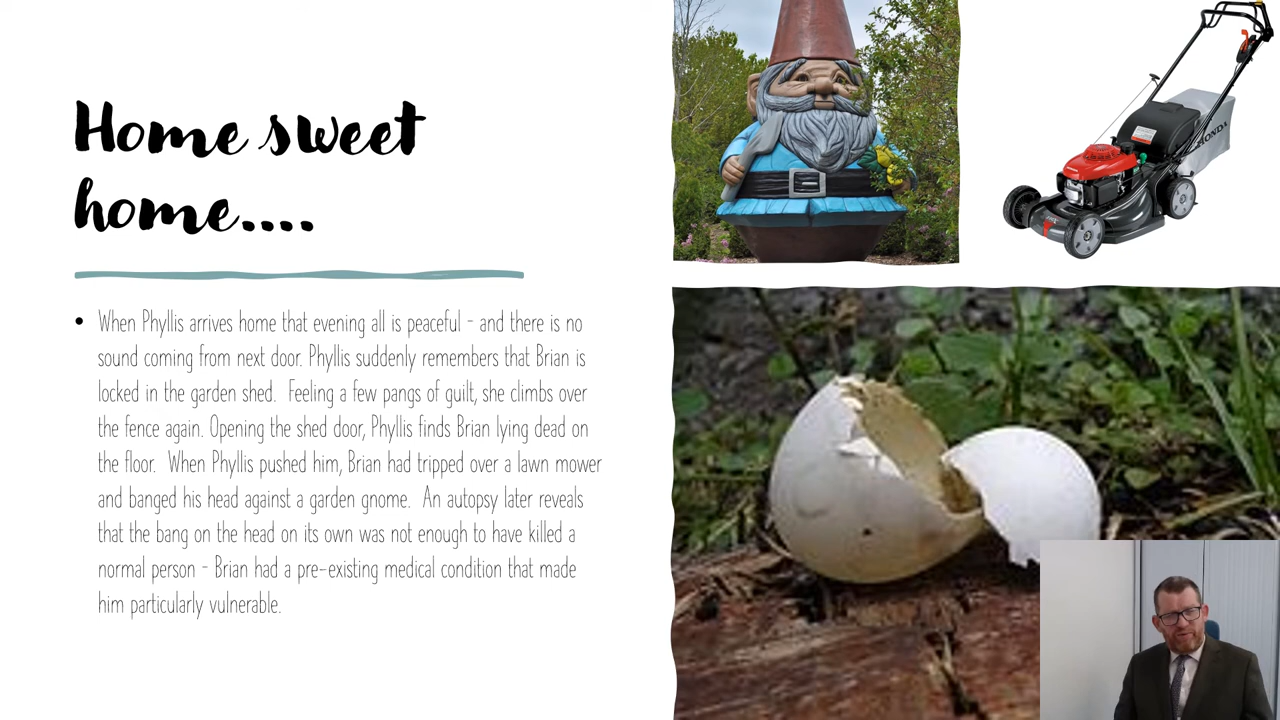 Home sweet
home....
• When Phyllis arrives home that evening all is peaceful - and there is no
sound coming from next door. Phyllis suddenly remembers that Brian is
locked in the garden shed.  Feeling a few pangs of guilt, she climbs over
the fence again. Opening the shed door, Phyllis finds Brian lying dead on
the floor.  When Phyllis pushed him, Brian had tripped over a lawn mower
and banged his head against a garden gnome.  An autopsy later reveals
that the bang on the head on its own was not enough to have killed a
normal person - Brian had a pre-existing medical condition that made
him particularly vulnerable.
HONDA